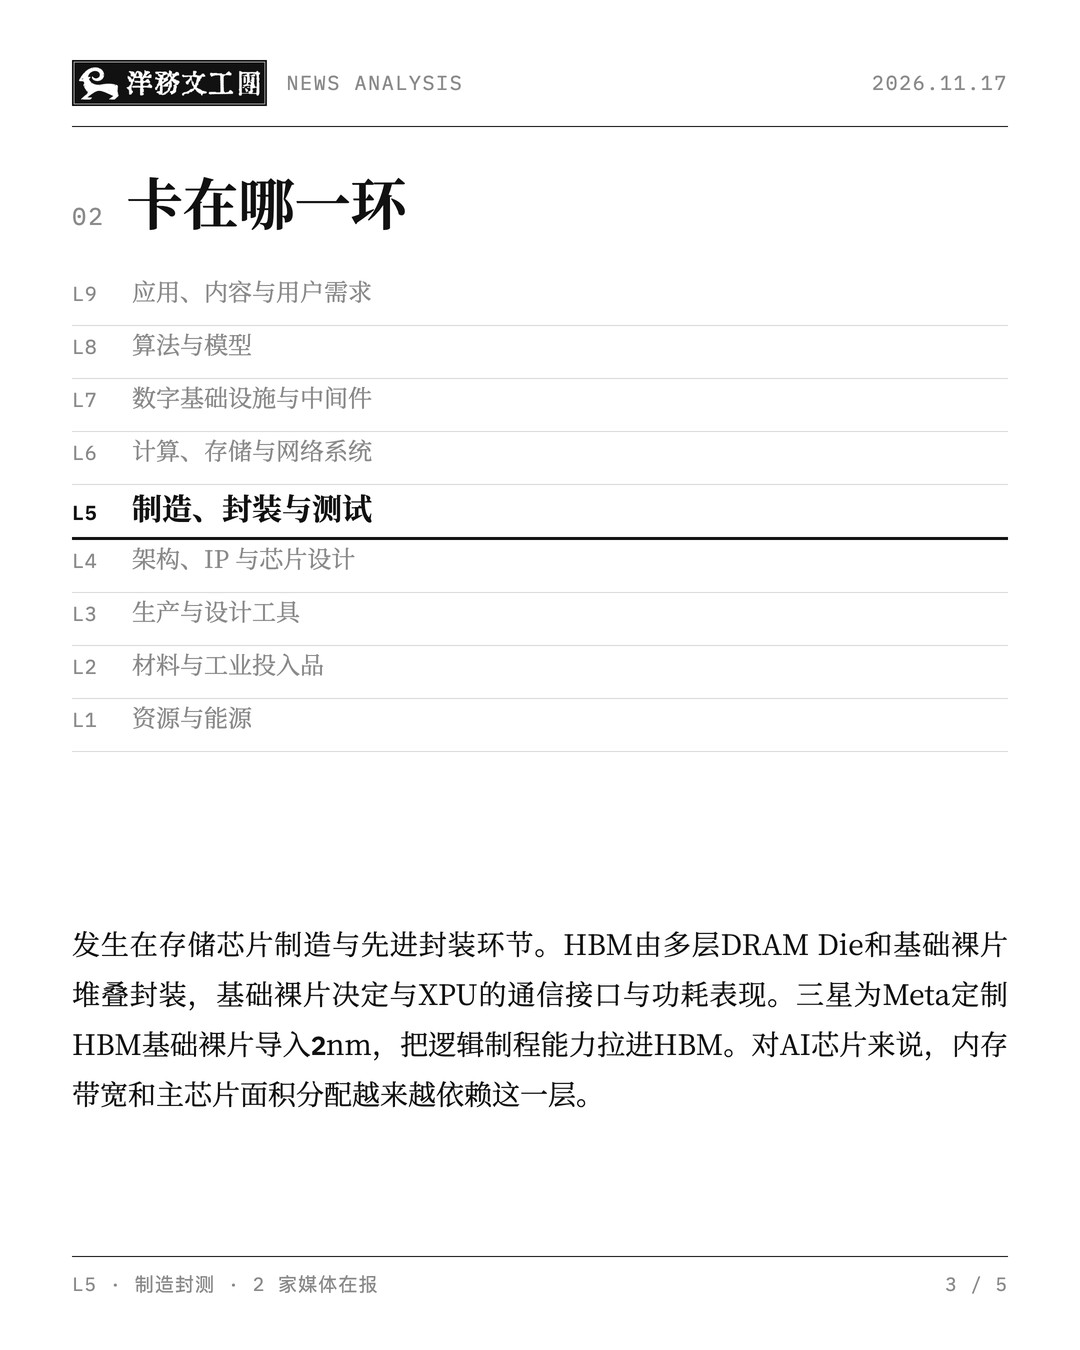 洋務文工團 NEWS ANALYSIS 2026.11.17
02 卡在哪一环
L9 应用、内容与用户需求
L8 算法与模型
L7 数字基础设施与中间件
L6 计算、存储与网络系统
L5 制造、封装与测试
L4 架构、IP 与芯片设计
L3 生产与设计工具
L2 材料与工业投入品
L1 资源与能源
发生在存储芯片制造与先进封装环节。HBM由多层DRAM Die和基础裸片
堆叠封装，基础裸片决定与XPU的通信接口与功耗表现。三星为Meta定制
HBM基础裸片导入2nm，把逻辑制程能力拉进HBM。对AI芯片来说，内存
带宽和主芯片面积分配越来越依赖这一层。
L5 · 制造封测 · 2 家媒体在报 3 / 5